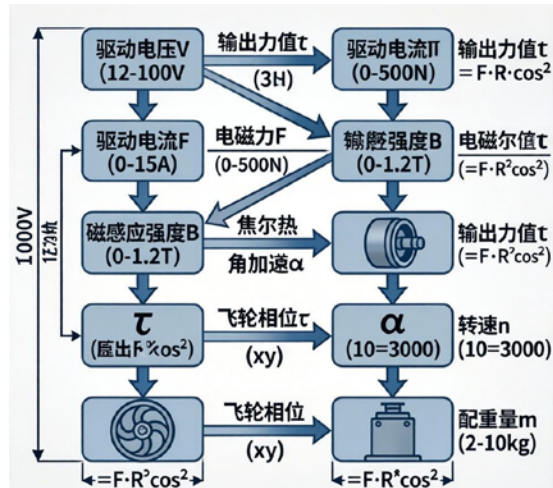 驱动电压V
(12-100V
输出力值τ
(3H)
驱动电流Π
(0-500N)
输出力值t
=F·R·cos²
驱动电流F
(0-15A)
电磁力F
(0-500N)
强度B
(0-1.2T)
电磁尔值t
(=F·R²cos²)
1000V
磁感应强度B
(0-1.2T)
焦尔热
角加速α
输出力值t
(=F·R²cos²)
τ
飞轮相位τ
(xy)
α
(10=3000)
转速n
(10=3000)
飞轮相位
(xy)
配重量m
(2-10kg)
=F·R²cos²
=F·R*cos²